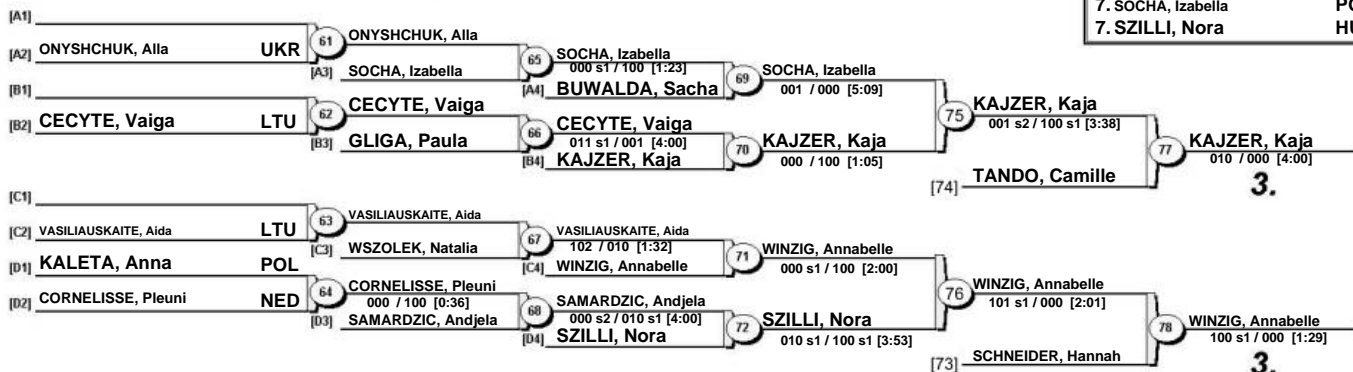 7. SOCHA, Izabella PO
7. SZILLI, Nora HU
[A1]
[A2] ONYSHCHUK, Alla UKR
61
ONYSHCHUK, Alla
[A3] SOCHA, Izabella
65
SOCHA, Izabella
000 s1 / 100 [1:23]
[A4] BUWALDA, Sacha
69
SOCHA, Izabella
001 / 000 [5:09]
[B1]
[B2] CECYTE, Vaiga LTU
62
CECYTE, Vaiga
[B3] GLIGA, Paula
66
CECYTE, Vaiga
011 s1 / 001 [4:00]
[B4] KAJZER, Kaja
70
KAJZER, Kaja
000 / 100 [1:05]
75
KAJZER, Kaja
001 s2 / 100 s1 [3:38]
[74] TANDO, Camille
77
KAJZER, Kaja
010 / 000 [4:00]
3.
[C1]
[C2] VASILIAUSKAITE, Aida LTU
63
VASILIAUSKAITE, Aida
[C3] WSZOLEK, Natalia
67
VASILIAUSKAITE, Aida
102 / 010 [1:32]
[C4] WINZIG, Annabelle
71
WINZIG, Annabelle
000 s1 / 100 [2:00]
[D1] KALETA, Anna POL
[D2] CORNELISSE, Pleuni NED
64
CORNELISSE, Pleuni
000 / 100 [0:36]
[D3] SAMARDZIC, Andjela
68
SAMARDZIC, Andjela
000 s2 / 010 s1 [4:00]
[D4] SZILLI, Nora
72
SZILLI, Nora
010 s1 / 100 s1 [3:53]
76
WINZIG, Annabelle
101 s1 / 000 [2:01]
[73] SCHNEIDER, Hannah
78
WINZIG, Annabelle
100 s1 / 000 [1:29]
3.